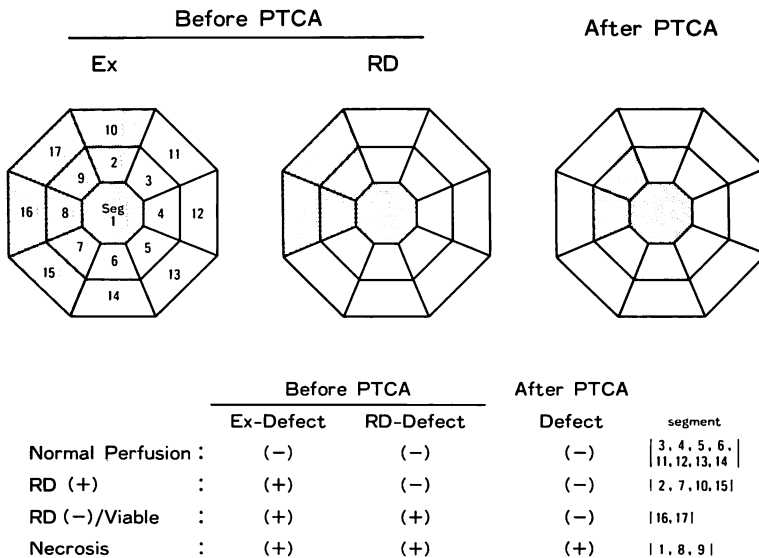 Before PTCA
After PTCA
Ex
RD
10
17
11
2
9
3
16
8
Seg
1
4
12
7
5
6
15
13
14
Before PTCA After PTCA
Ex-Defect RD-Defect Defect segment
Normal Perfusion : (−) (−) (−) | 3, 4, 5, 6,
11, 12, 13, 14 |
RD (+) : (+) (−) (−) | 2, 7, 10, 15 |
RD (−)/Viable : (+) (+) (−) | 16, 17 |
Necrosis : (+) (+) (+) | 1, 8, 9 |